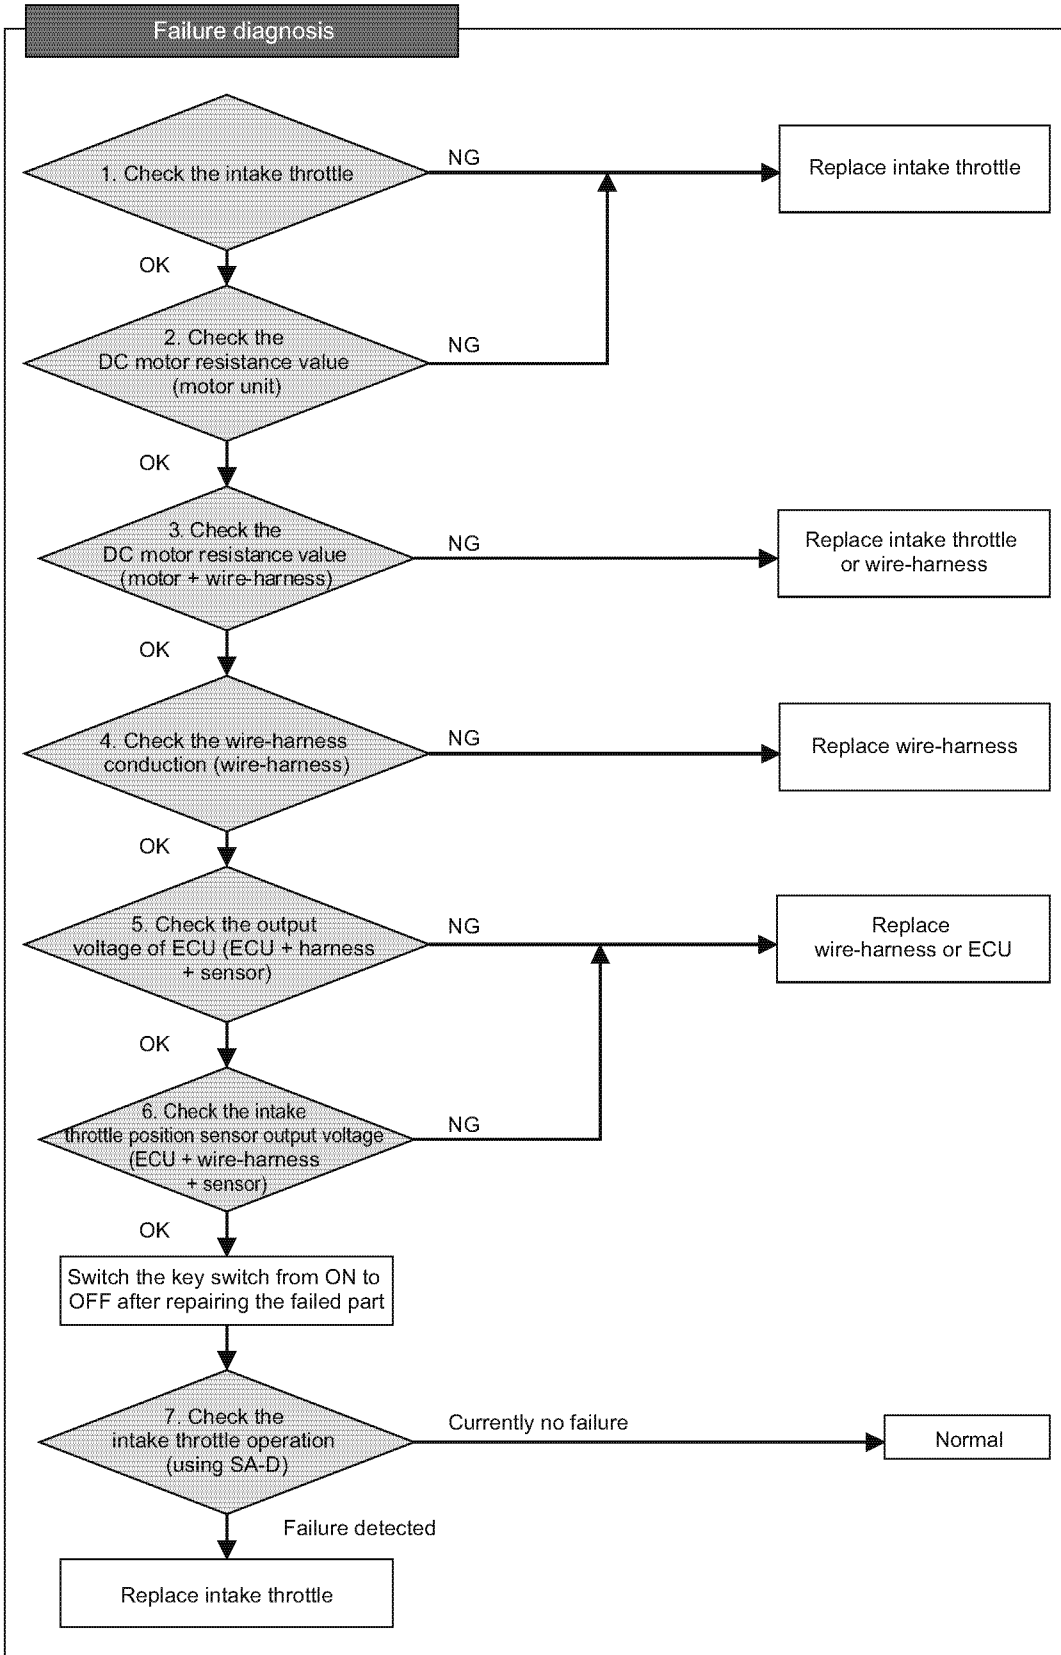 Failure diagnosis
1. Check the intake throttle
NG
Replace intake throttle
OK
2. Check the
DC motor resistance value
(motor unit)
NG
OK
3. Check the
DC motor resistance value
(motor + wire-harness)
NG
Replace intake throttle
or wire-harness
OK
4. Check the wire-harness
conduction (wire-harness)
NG
Replace wire-harness
OK
5. Check the output
voltage of ECU (ECU + harness
+ sensor)
NG
Replace
wire-harness or ECU
OK
6. Check the intake
throttle position sensor output voltage
(ECU + wire-harness
+ sensor)
NG
OK
Switch the key switch from ON to
OFF after repairing the failed part
7. Check the
intake throttle operation
(using SA-D)
Currently no failure
Normal
Failure detected
Replace intake throttle